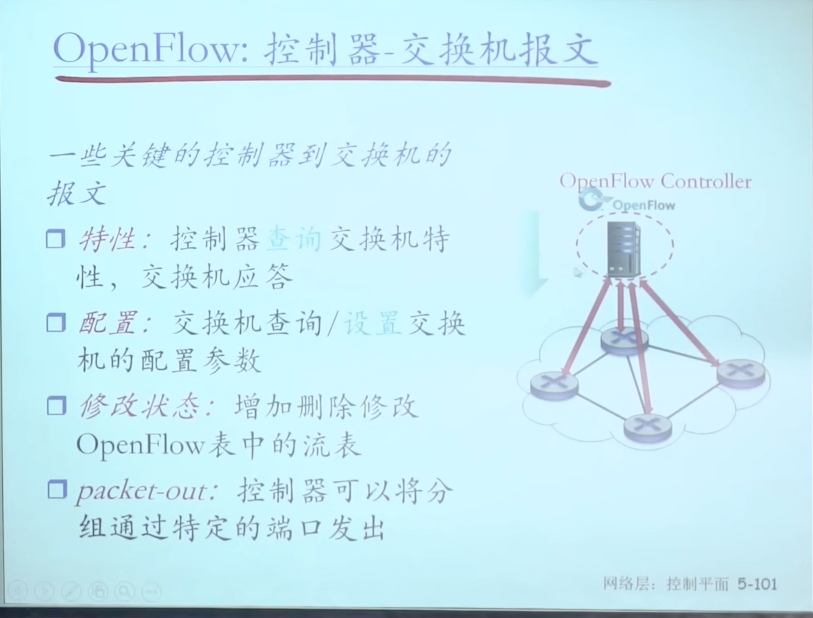 OpenFlow: 控制器-交换机报文
一些关键的控制器到交换机的
报文
特性：控制器查询交换机特
性，交换机应答
配置：交换机查询/设置交换
机的配置参数
修改状态：增加删除修改
OpenFlow表中的流表
packet-out：控制器可以将分
组通过特定的端口发出
OpenFlow Controller
OpenFlow
网络层：控制平面 5-101